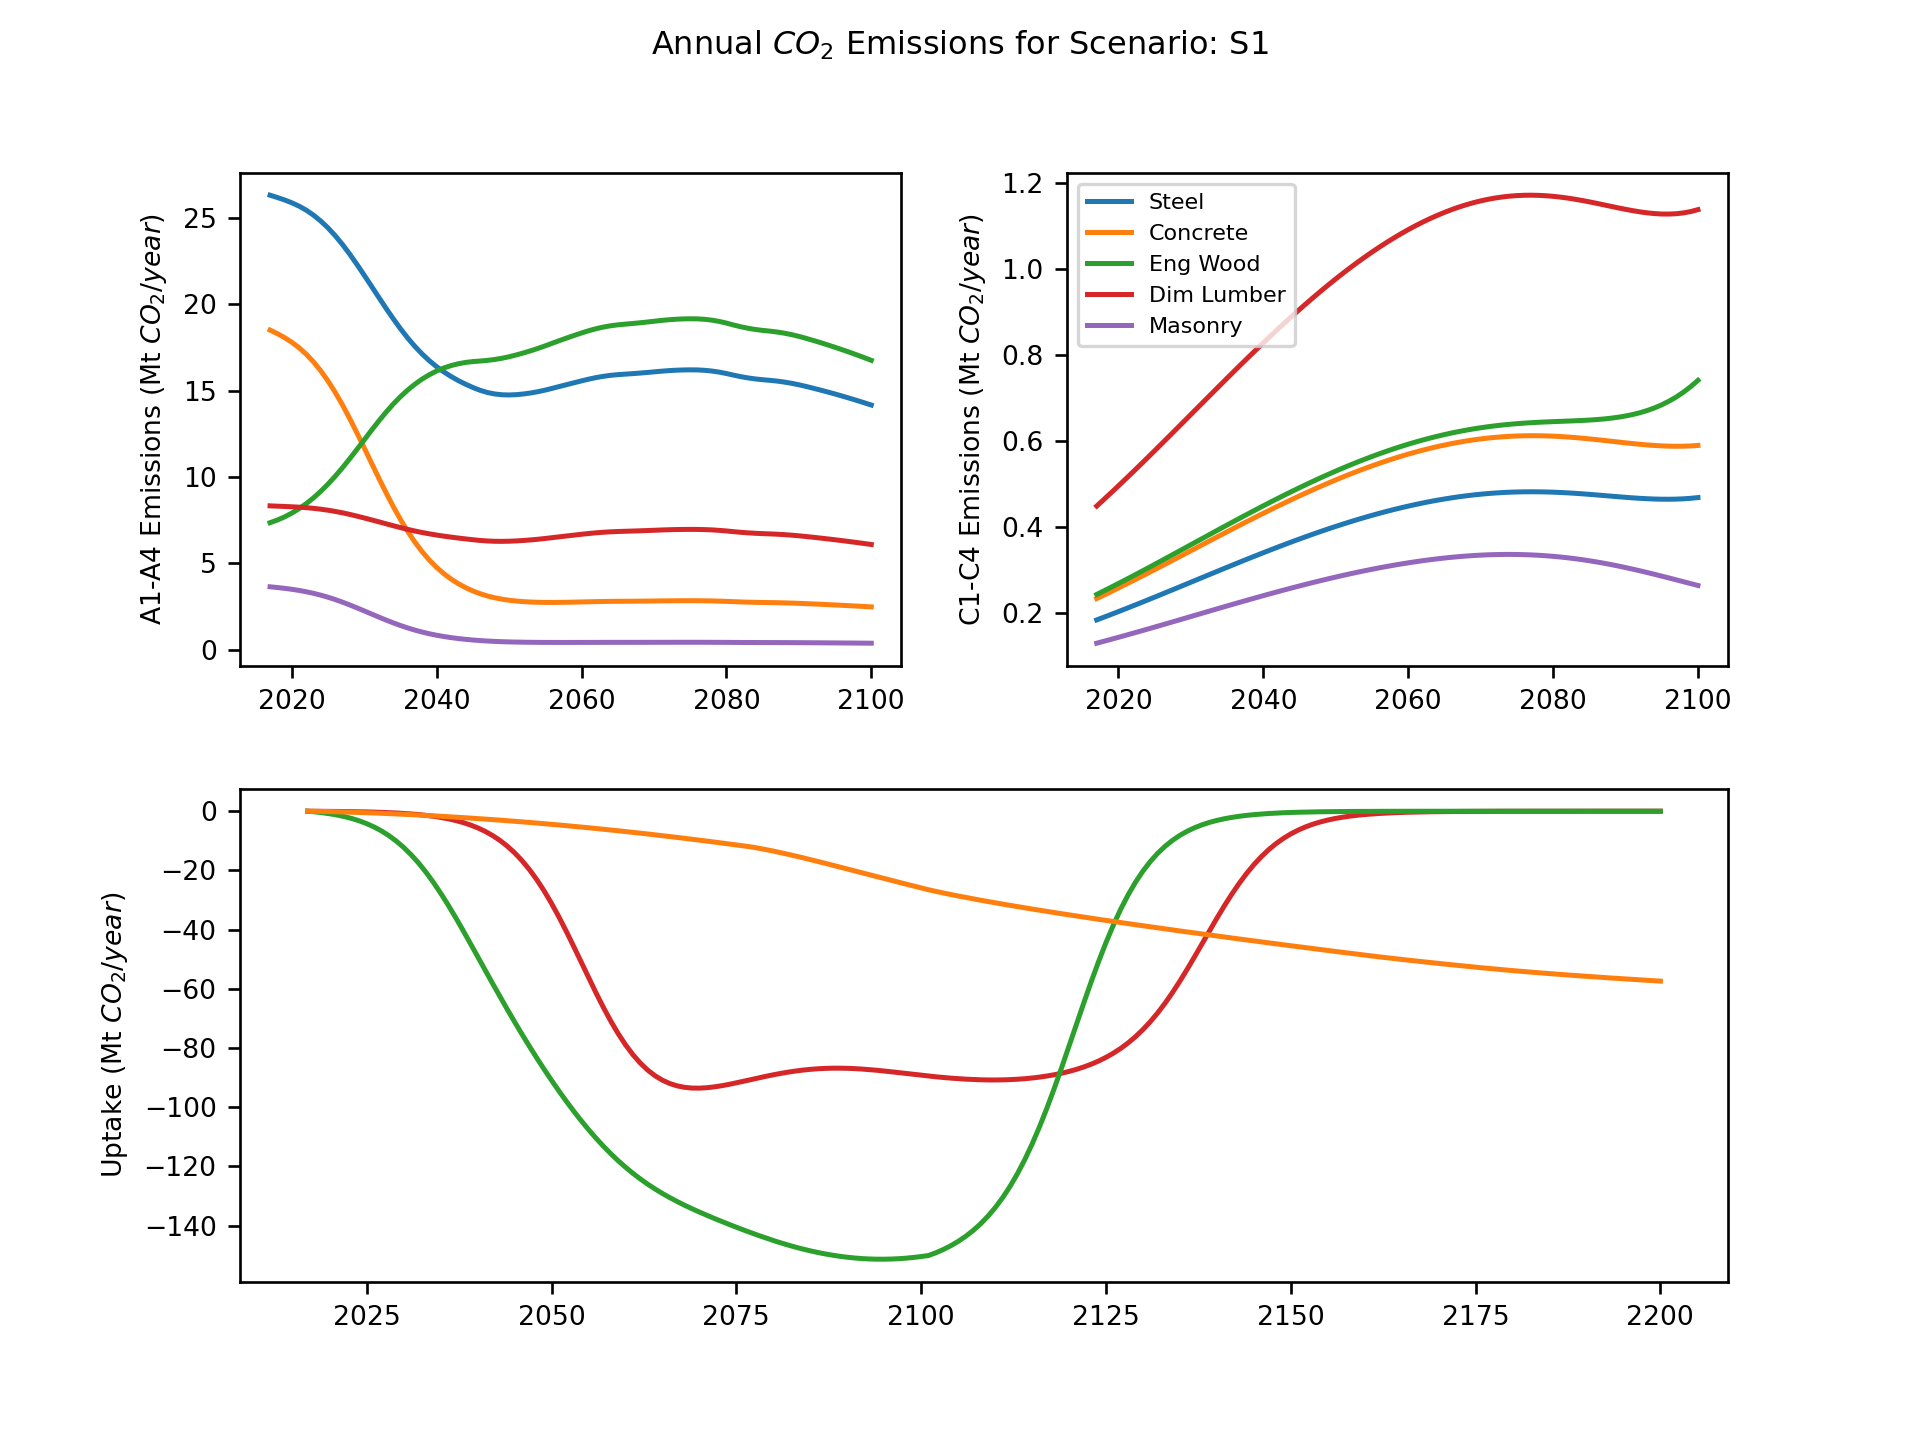 Annual CO₂ Emissions for Scenario: S1
A1-A4 Emissions (Mt CO₂/year)
25
20
15
10
5
0
2020 2040 2060 2080 2100
C1-C4 Emissions (Mt CO₂/year)
1.2
1.0
0.8
0.6
0.4
0.2
Steel
Concrete
Eng Wood
Dim Lumber
Masonry
2020 2040 2060 2080 2100
Uptake (Mt CO₂/year)
0
−20
−40
−60
−80
−100
−120
−140
2025 2050 2075 2100 2125 2150 2175 2200